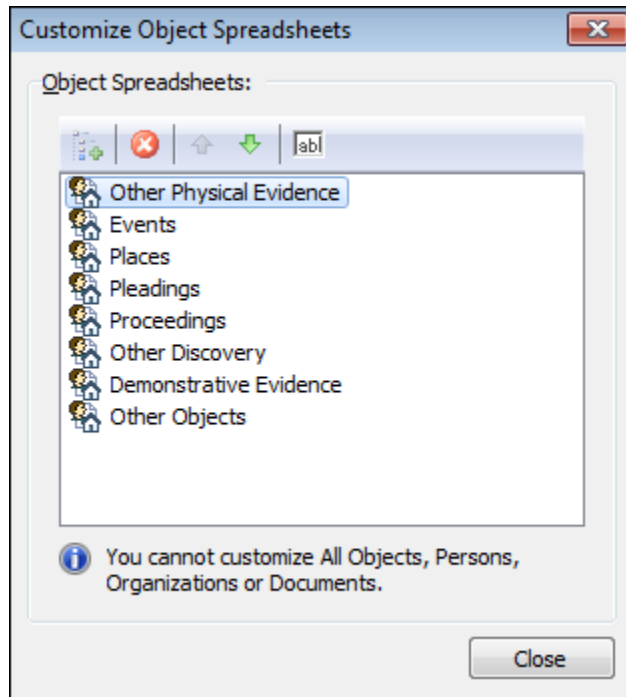 Customize Object Spreadsheets
Object Spreadsheets:
ab
Other Physical Evidence
Events
Places
Pleadings
Proceedings
Other Discovery
Demonstrative Evidence
Other Objects
You cannot customize All Objects, Persons,
Organizations or Documents.
Close